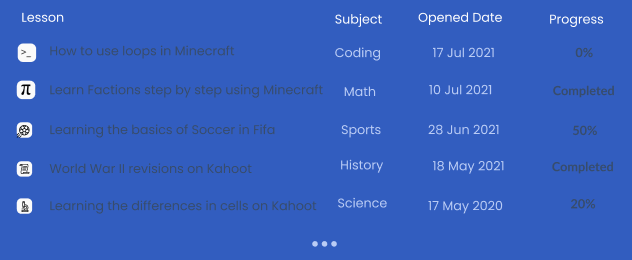 Lesson Subject Opened Date Progress
>_ How to use loops in Minecraft Coding 17 Jul 2021 0%
π Learn Factions step by step using Minecraft Math 10 Jul 2021 Completed
Learning the basics of Soccer in Fifa Sports 28 Jun 2021 50%
World War II revisions on Kahoot History 18 May 2021 Completed
Learning the differences in cells on Kahoot Science 17 May 2020 20%